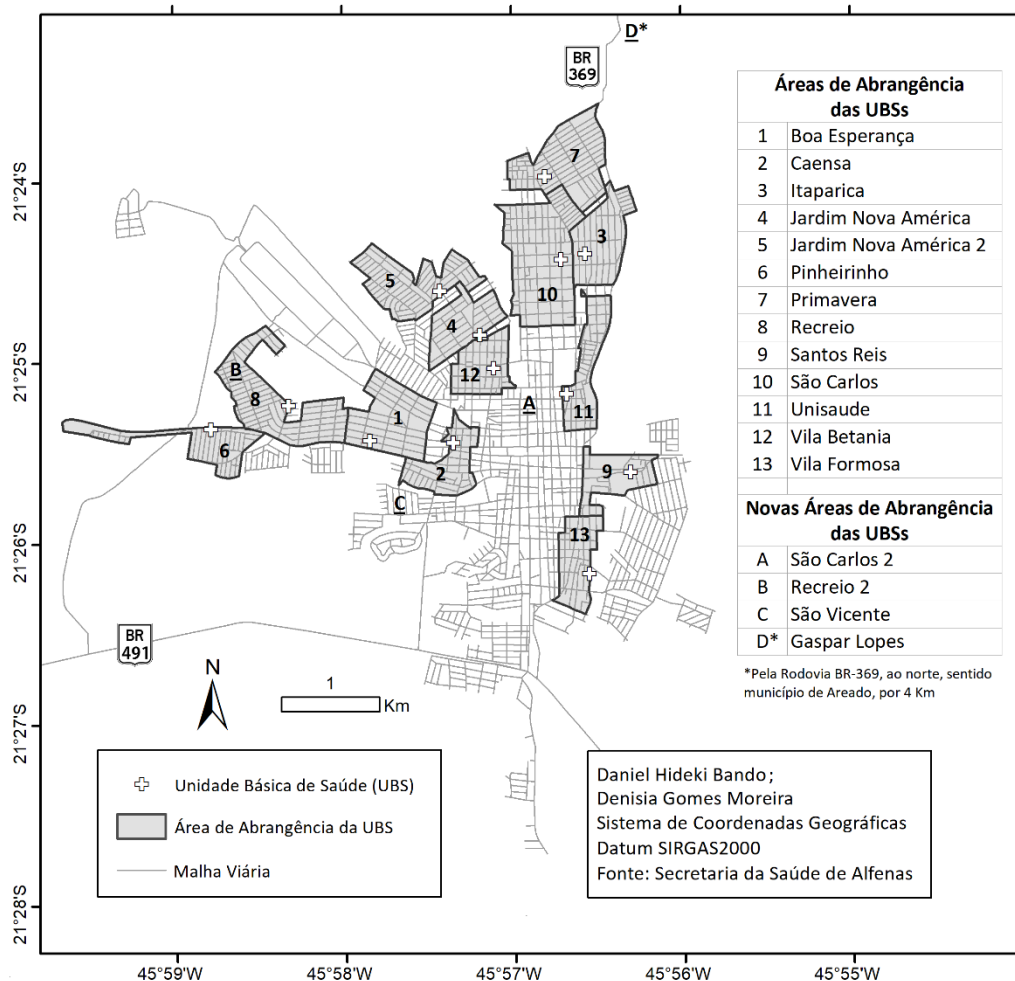 D*
BR
369
7
3
10
5
4
12
B
8
1
A
11
6
2
9
C
13
BR
491
N
1
Km
21°24'S
21°25'S
21°26'S
21°27'S
21°28'S
45°59'W
45°58'W
45°57'W
45°56'W
45°55'W
Áreas de Abrangência
das UBSs
1 Boa Esperança
2 Caensa
3 Itaparica
4 Jardim Nova América
5 Jardim Nova América 2
6 Pinheirinho
7 Primavera
8 Recreio
9 Santos Reis
10 São Carlos
11 Unisaude
12 Vila Betania
13 Vila Formosa
Novas Áreas de Abrangência
das UBSs
A São Carlos 2
B Recreio 2
C São Vicente
D* Gaspar Lopes
*Pela Rodovia BR-369, ao norte, sentido
município de Areado, por 4 Km
Unidade Básica de Saúde (UBS)
Área de Abrangência da UBS
Malha Viária
Daniel Hideki Bando;
Denisia Gomes Moreira
Sistema de Coordenadas Geográficas
Datum SIRGAS2000
Fonte: Secretaria da Saúde de Alfenas